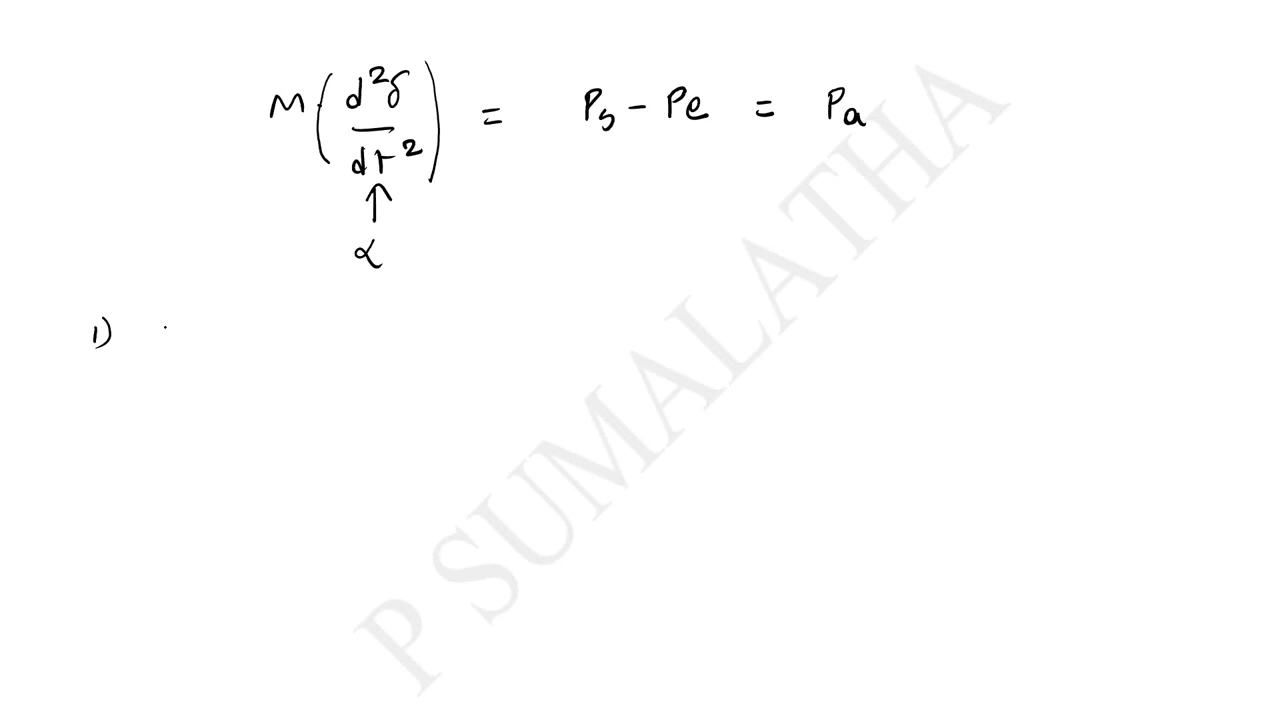 M(d²δ/dt²) = Ps - Pe = Pa
↑
α
1)
P SUMALATHA